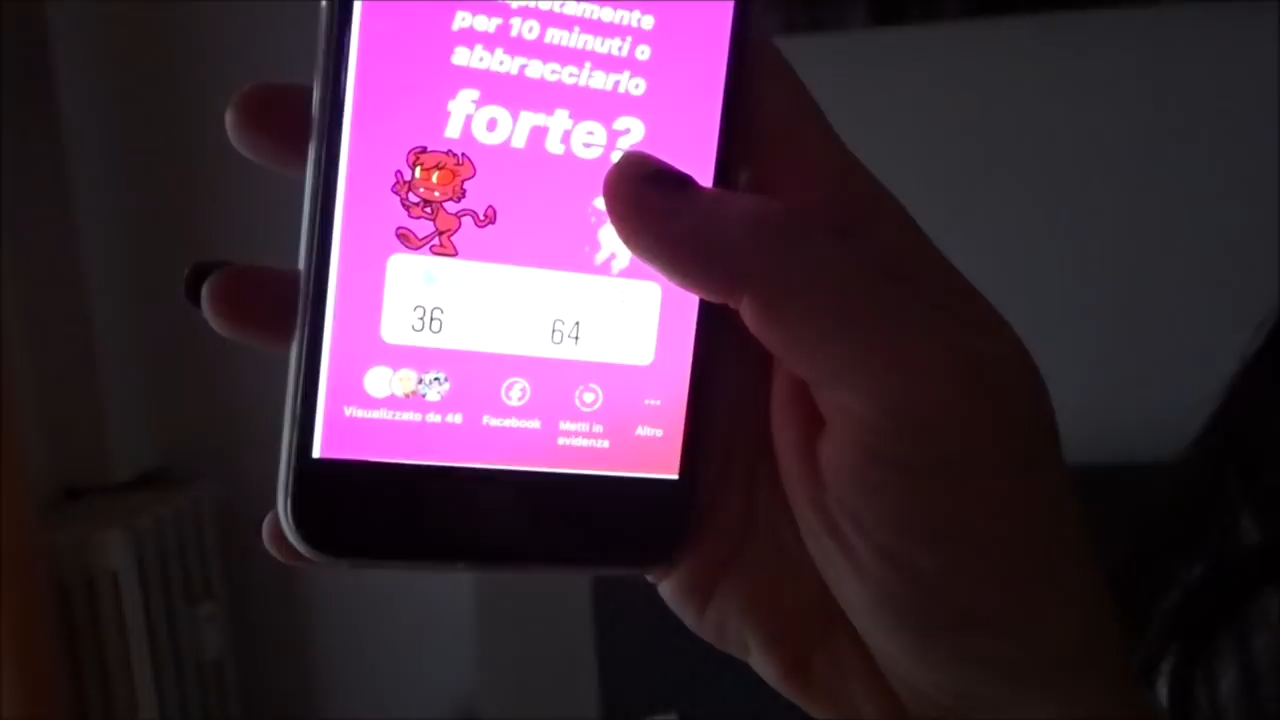 per 10 minuti o
abbracciarlo
forte?
36 64
Visualizzato da 46
Facebook
Metti in
evidenza
Altro